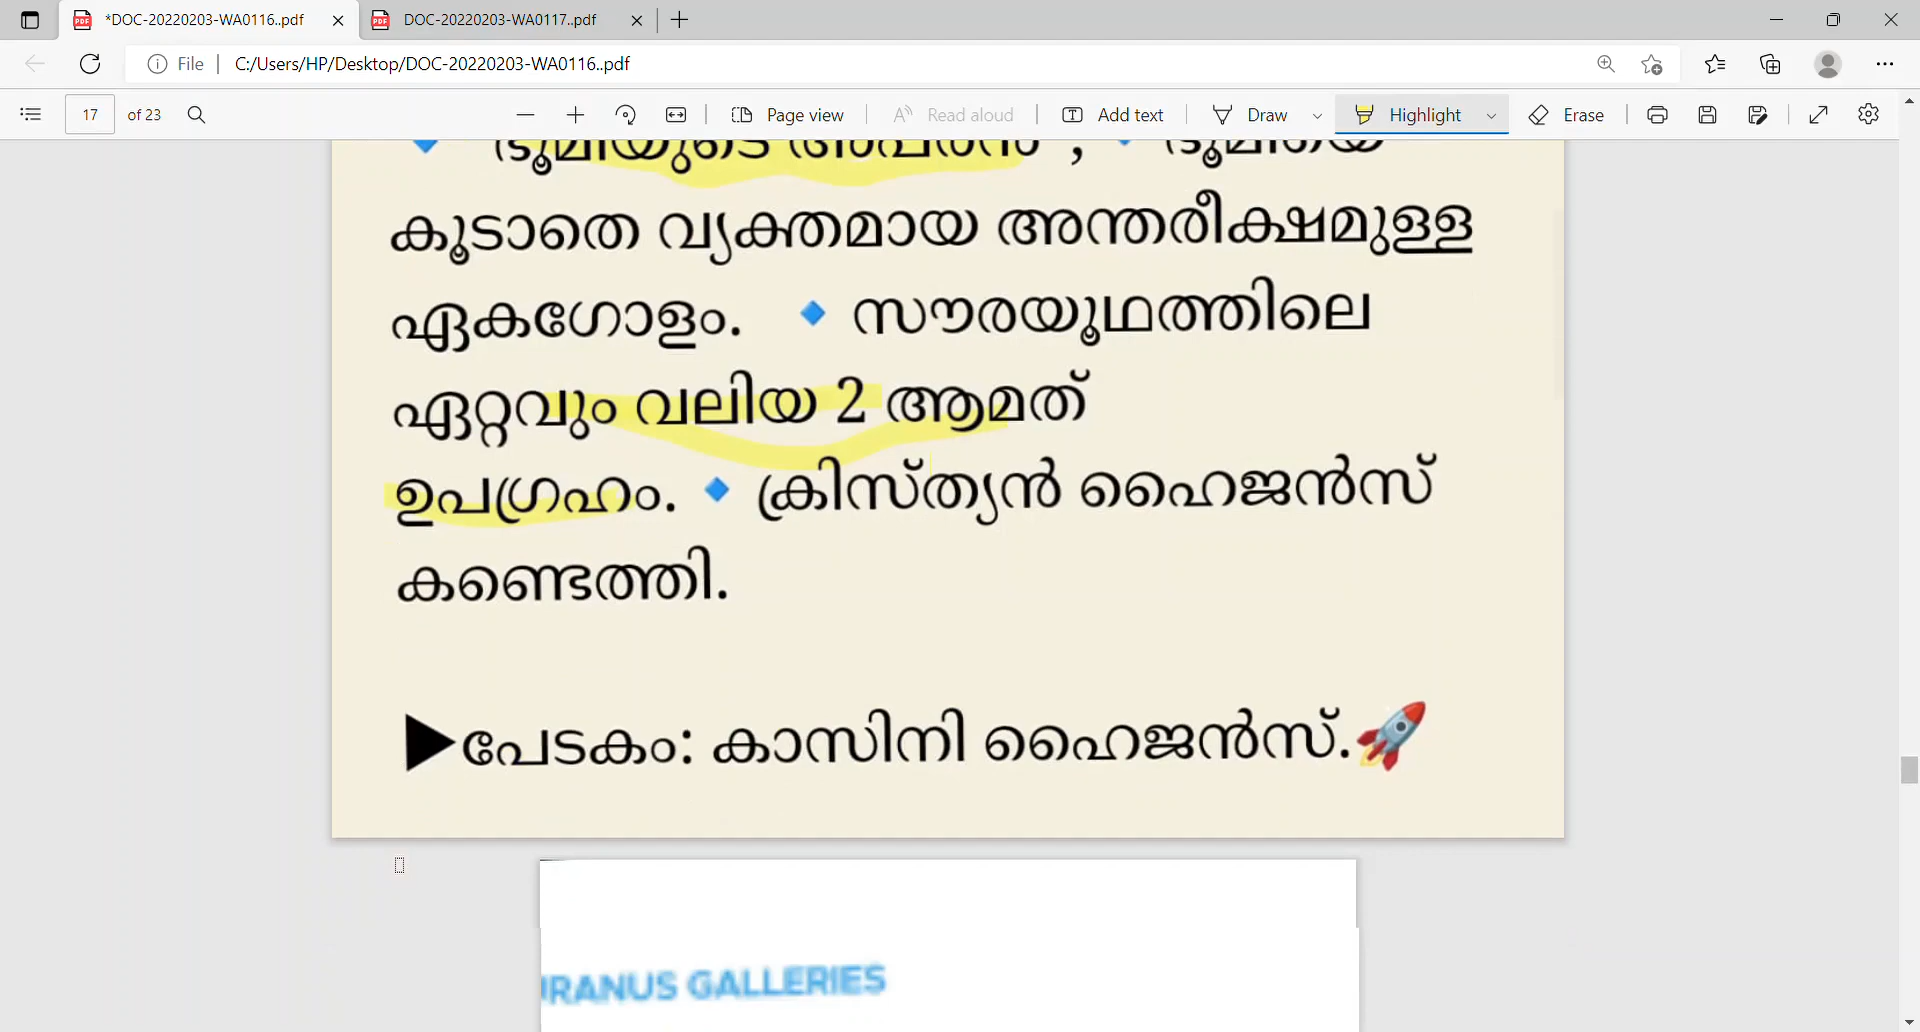 *DOC-20220203-WA0116..pdf
DOC-20220203-WA0117..pdf
File
C:/Users/HP/Desktop/DOC-20220203-WA0116..pdf
17 of 23
Page view
Read aloud
Add text
Draw
Highlight
Erase
ഭൂമിയുടെ അപരൻ , ഭൂമിയെ
കൂടാതെ വ്യക്തമായ അന്തരീക്ഷമുള്ള
ഏകഗോളം. 🔹 സൗരയൂഥത്തിലെ
ഏറ്റവും വലിയ 2 ആമത്
ഉപഗ്രഹം. 🔹 ക്രിസ്ത്യൻ ഹൈജൻസ്
കണ്ടെത്തി.
▶പേടകം: കാസിനി ഹൈജൻസ്.🚀
URANUS GALLERIES